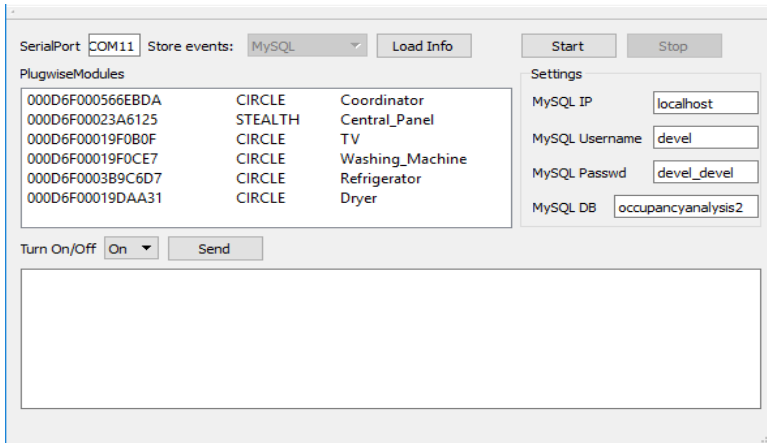 SerialPort COM11 Store events: MySQL Load Info Start Stop
PlugwiseModules
000D6F000566EBDA CIRCLE Coordinator
000D6F00023A6125 STEALTH Central_Panel
000D6F00019F0B0F CIRCLE TV
000D6F00019F0CE7 CIRCLE Washing_Machine
000D6F0003B9C6D7 CIRCLE Refrigerator
000D6F00019DAA31 CIRCLE Dryer
Settings
MySQL IP localhost
MySQL Username devel
MySQL Passwd devel_devel
MySQL DB occupancyanalysis2
Turn On/Off On Send